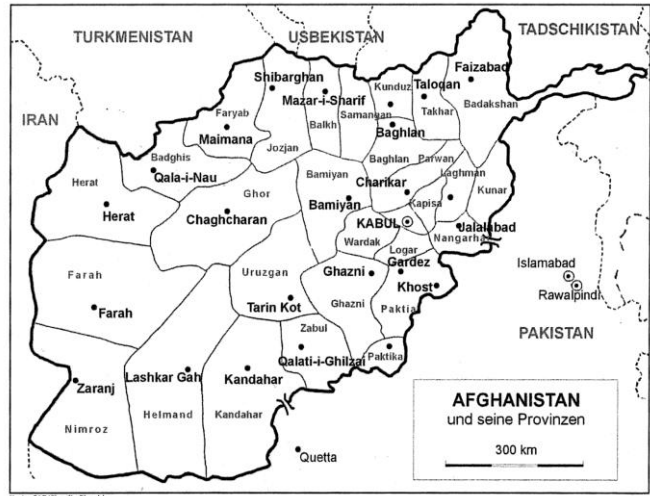 TURKMENISTAN
USBEKISTAN
TADSCHIKISTAN
IRAN
Shibarghan
Mazar-i-Sharif
Kunduz
Taloqan
Faizabad
Faryab
Maimana
Balkh
Samangan
Takhar
Badakshan
Baghlan
Jozjan
Badghis
Qala-i-Nau
Baghlan
Parwan
Laghman
Kunar
Herat
Ghor
Bamiyan
Charikar
Kapisa
Herat
Chaghcharan
Bamiyan
KABUL
Jalalabad
Nangarha
Wardak
Logar
Gardez
Farah
Uruzgan
Ghazni
Khost
Islamabad
Rawalpindi
Farah
Tarin Kot
Ghazni
Paktia
Zabul
PAKISTAN
Qalati-i-Ghilzai
Paktika
Zaranj
Lashkar Gah
Kandahar
Nimroz
Helmand
Kandahar
Quetta
AFGHANISTAN
und seine Provinzen
300 km